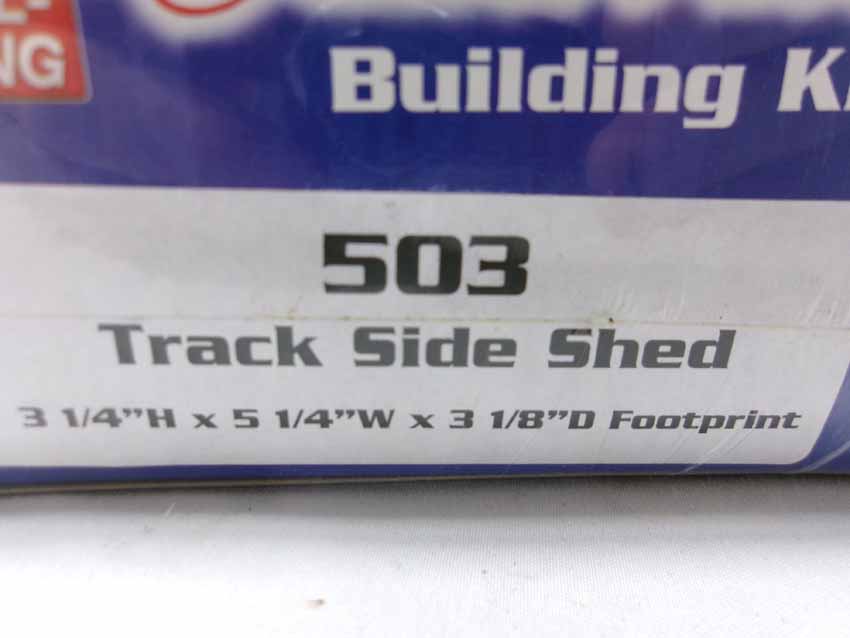 Building K
503
Track Side Shed
3 1/4”H x 5 1/4”W x 3 1/8”D Footprint